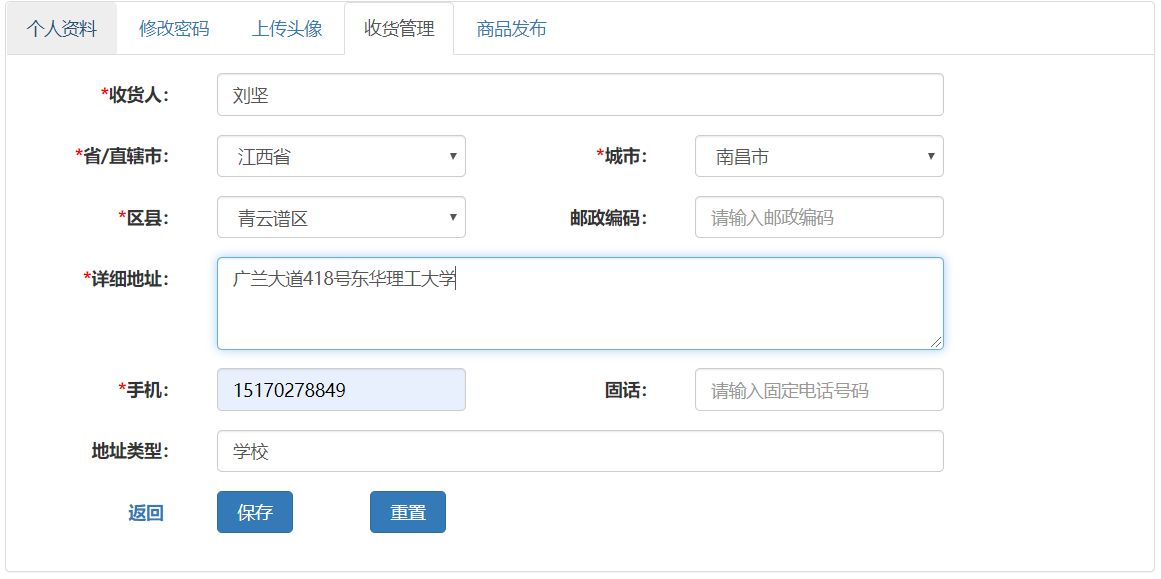 个人资料 修改密码 上传头像 收货管理 商品发布
*收货人： 刘坚
*省/直辖市： 江西省 *城市： 南昌市
*区县： 青云谱区 邮政编码： 请输入邮政编码
*详细地址： 广兰大道418号东华理工大学
*手机： 15170278849 固话： 请输入固定电话号码
地址类型： 学校
返回 保存 重置